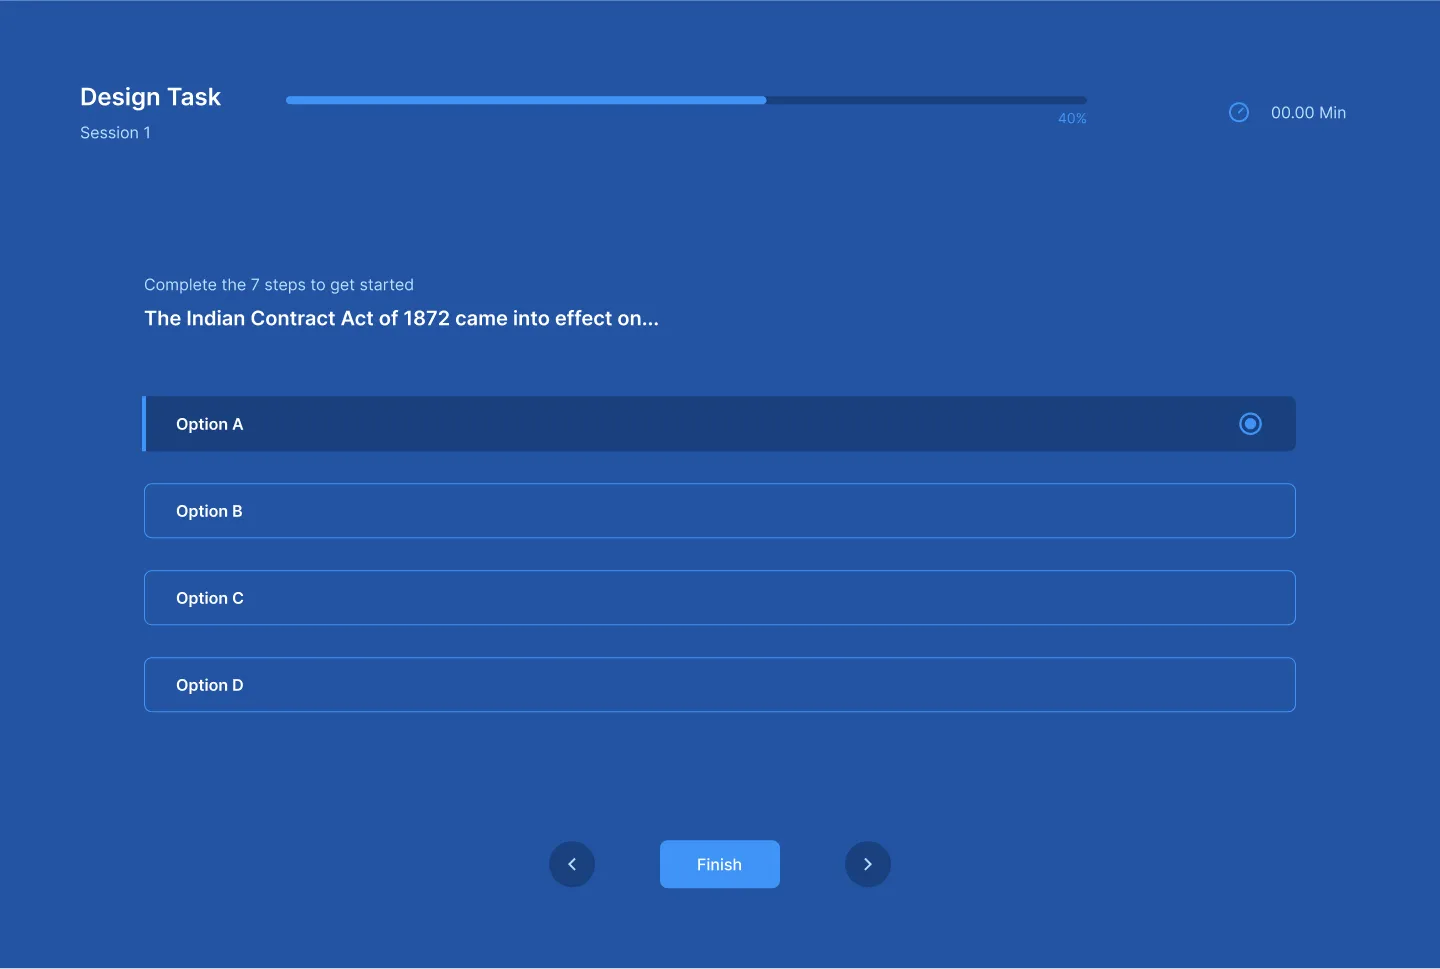 Design Task
Session 1
40%
00.00 Min
Complete the 7 steps to get started
The Indian Contract Act of 1872 came into effect on...
Option A
Option B
Option C
Option D
Finish